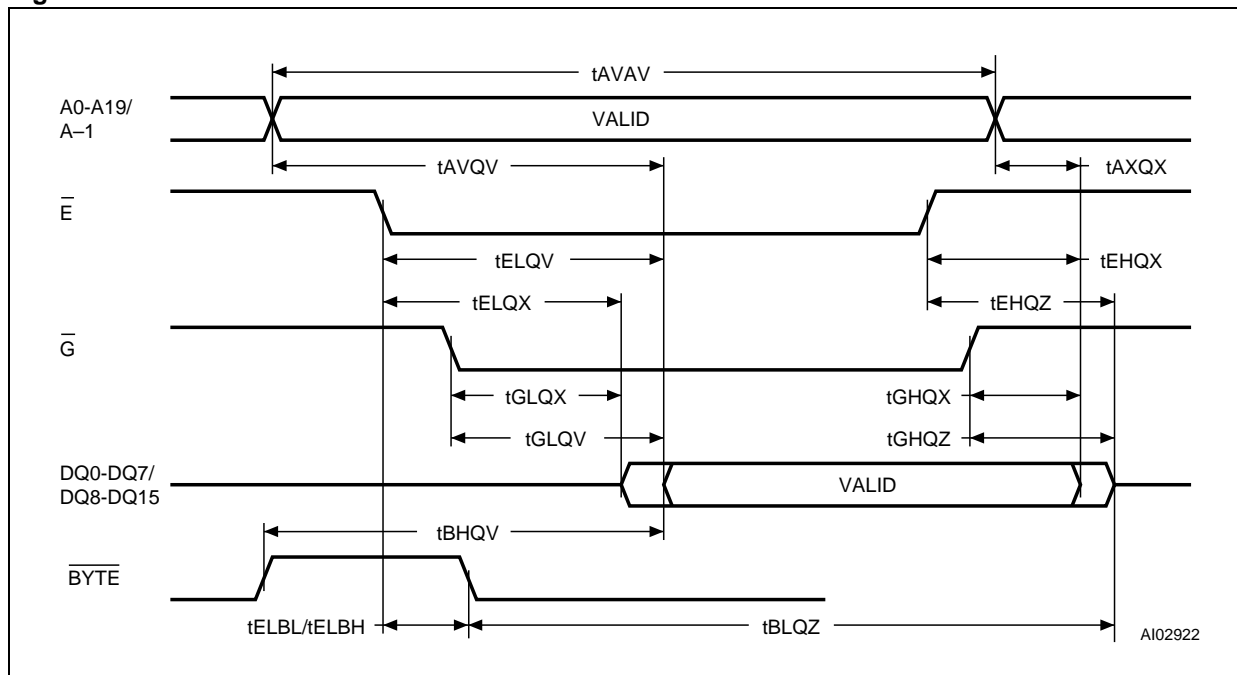 tAVAV
A0-A19/
A–1
VALID
tAVQV
tAXQX
E
tELQV
tEHQX
tELQX
tEHQZ
G
tGLQX
tGHQX
tGLQV
tGHQZ
DQ0-DQ7/
DQ8-DQ15
VALID
tBHQV
BYTE
tELBL/tELBH
tBLQZ
AI02922